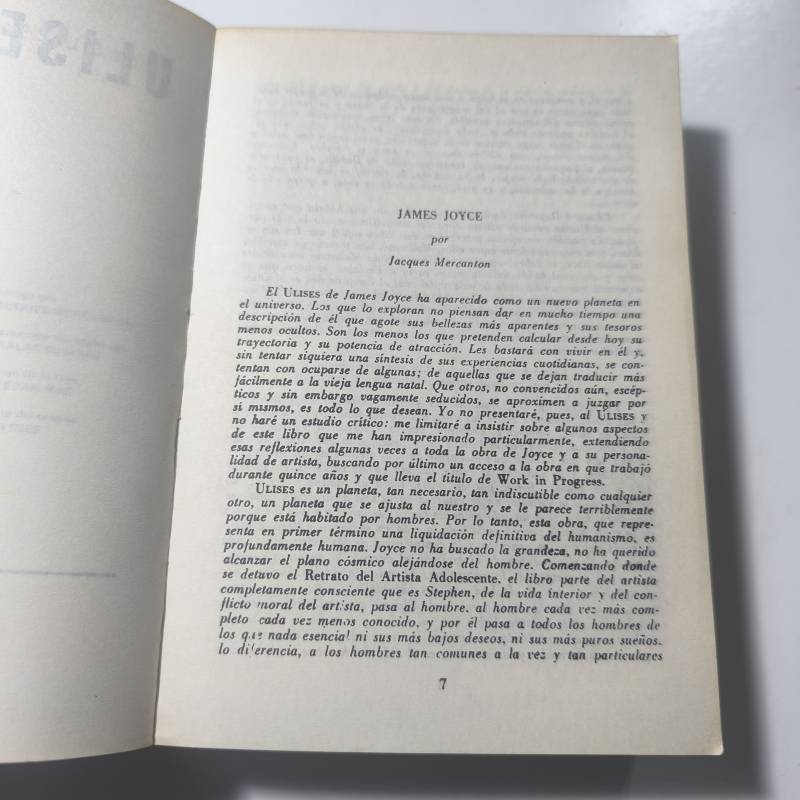 ULISE
JAMES JOYCE
por
Jacques Mercanton
El ULISES de James Joyce ha aparecido como un nuevo planeta en
el universo. Los que lo exploran no piensan dar en mucho tiempo una
descripción de él que agote sus bellezas más aparentes y sus tesoros
menos ocultos. Son los menos los que pretenden calcular desde hoy su
trayectoria y su potencia de atracción. Les bastará con vivir en él y,
sin tentar siquiera una síntesis de sus experiencias cuotidianas, se con-
tentan con ocuparse de algunas; de aquellas que se dejan traducir más
fácilmente a la vieja lengua natal. Que otros, no convencidos aún, escép-
ticos y sin embargo vagamente seducidos, se aproximen a juzgar por
sí mismos, es todo lo que desean. Yo no presentaré, pues, al ULISES y
no haré un estudio crítico: me limitaré a insistir sobre algunos aspectos
de este libro que me han impresionado particularmente, extendiendo
esas reflexiones algunas veces a toda la obra de Joyce y a su persona-
lidad de artista, buscando por último un acceso a la obra en que trabajó
durante quince años y que lleva el título de Work in Progress.
ULISES es un planeta, tan necesario, tan indiscutible como cualquier
otro, un planeta que se ajusta al nuestro y se le parece terriblemente
porque está habitado por hombres. Por lo tanto, esta obra, que repre-
senta en primer término una liquidación definitiva del humanismo, es
profundamente humana. Joyce no ha buscado la grandeza, no ha querido
alcanzar el plano cósmico alejándose del hombre. Comenzando donde
se detuvo el Retrato del Artista Adolescente, el libro parte del artista
completamente consciente que es Stephen, de la vida interior y del con-
flicto moral del artista, pasa al hombre, al hombre cada vez más com-
pleto cada vez menos conocido, y por él pasa a todos los hombres de
los que nada esencial ni sus más bajos deseos, ni sus más puros sueños,
lo diferencia, a los hombres tan comunes a la vez y tan particulares
7